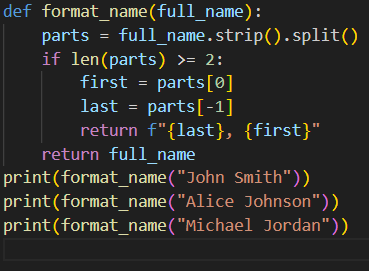 def format_name(full_name):
    parts = full_name.strip().split()
    if len(parts) >= 2:
        first = parts[0]
        last = parts[-1]
        return f"{last}, {first}"
    return full_name
print(format_name("John Smith"))
print(format_name("Alice Johnson"))
print(format_name("Michael Jordan"))